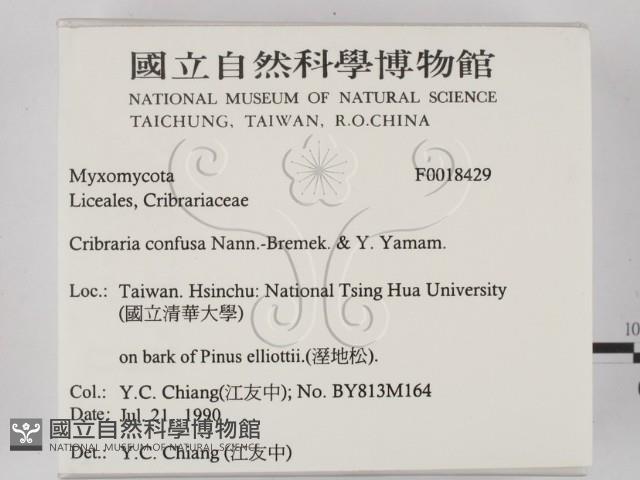 國立自然科學博物館
NATIONAL MUSEUM OF NATURAL SCIENCE
TAICHUNG, TAIWAN, R.O.CHINA
Myxomycota F0018429
Liceales, Cribrariaceae
Cribraria confusa Nann.-Bremek. & Y. Yamam.
Loc.: Taiwan. Hsinchu: National Tsing Hua University
(國立清華大學)
on bark of Pinus elliottii.(溼地松).
Col.: Y.C. Chiang(江友中); No. BY813M164
Date: Jul 21, 1990
國立自然科學博物館
NATIONAL MUSEUM OF NATURAL SCIENCE
Det.: Y.C. Chiang (江友中)
10